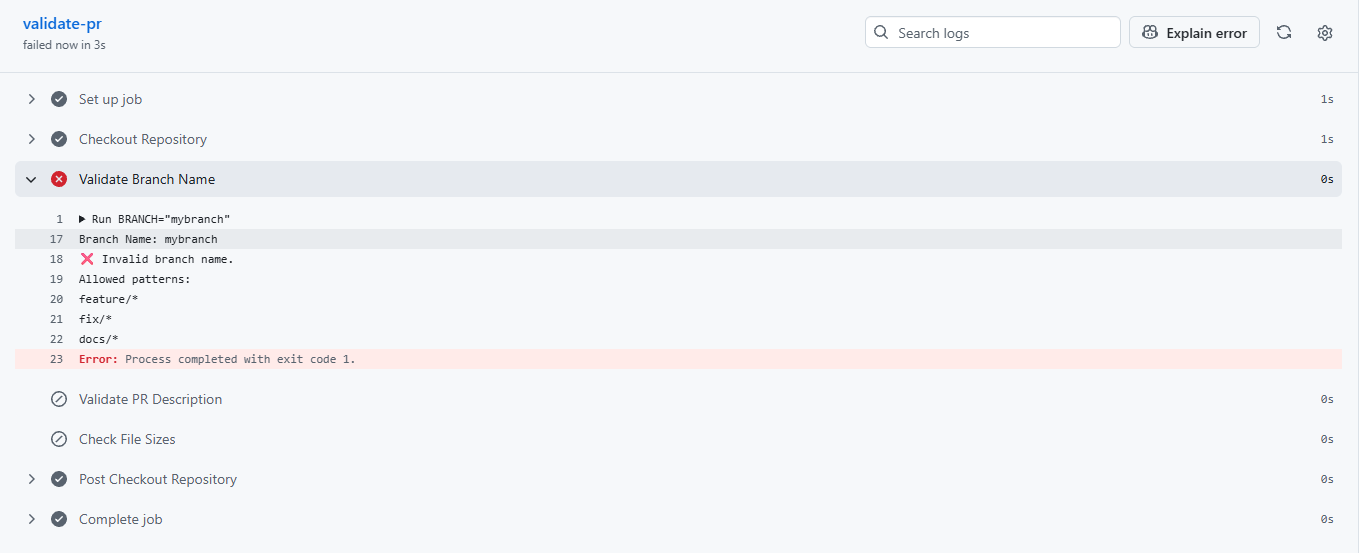 validate-pr
failed now in 3s
Search logs
Explain error
Set up job 1s
Checkout Repository 1s
Validate Branch Name 0s
1 ▶ Run BRANCH="mybranch"
17 Branch Name: mybranch
18 ❌ Invalid branch name.
19 Allowed patterns:
20 feature/*
21 fix/*
22 docs/*
23 Error: Process completed with exit code 1.
Validate PR Description 0s
Check File Sizes 0s
Post Checkout Repository 0s
Complete job 0s